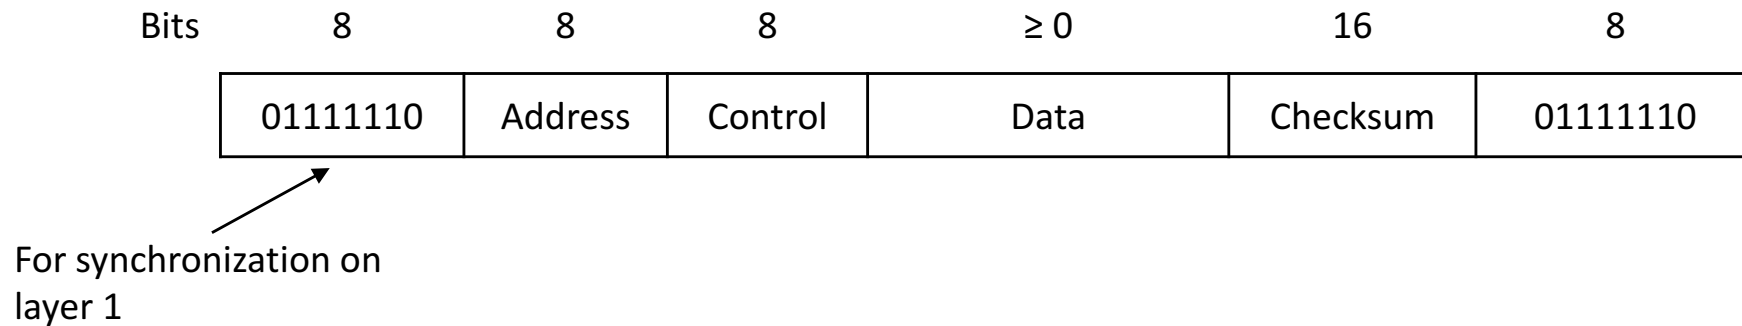 Bits 8 8 8 ≥ 0 16 8
01111110 Address Control Data Checksum 01111110
For synchronization on
layer 1